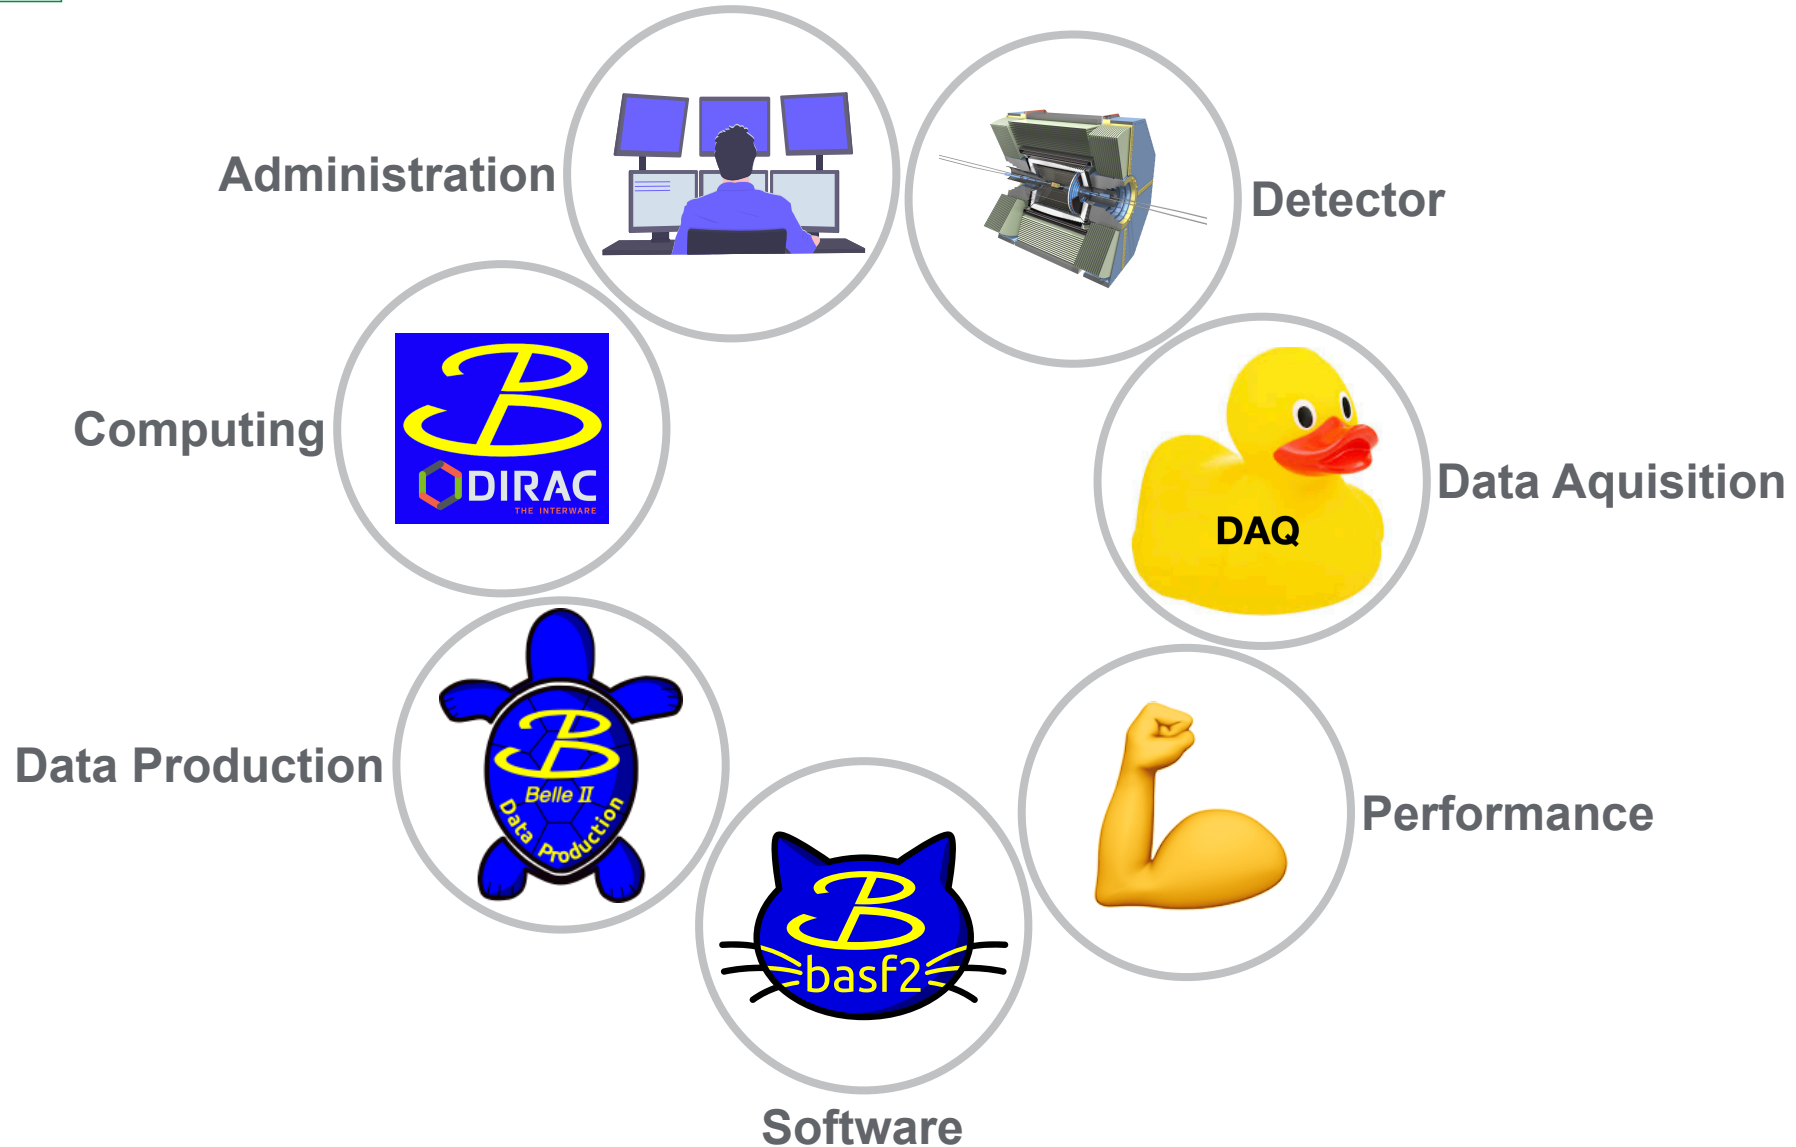 Administration
Detector
Computing
DIRAC
THE INTERWARE
Data Aquisition
DAQ
Data Production
Belle II
Data Production
Performance
basf2
Software